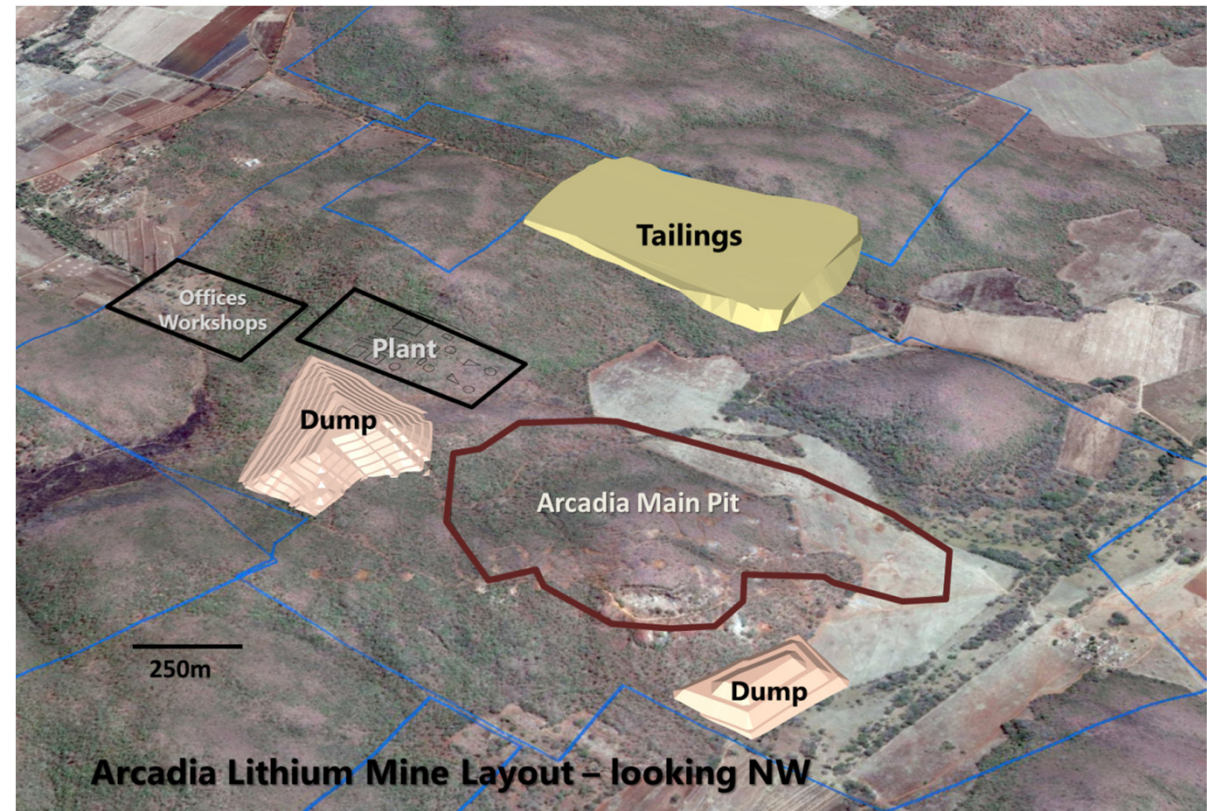 Tailings
Offices
Workshops
Plant
Dump
Arcadia Main Pit
250m
Dump
Arcadia Lithium Mine Layout – looking NW